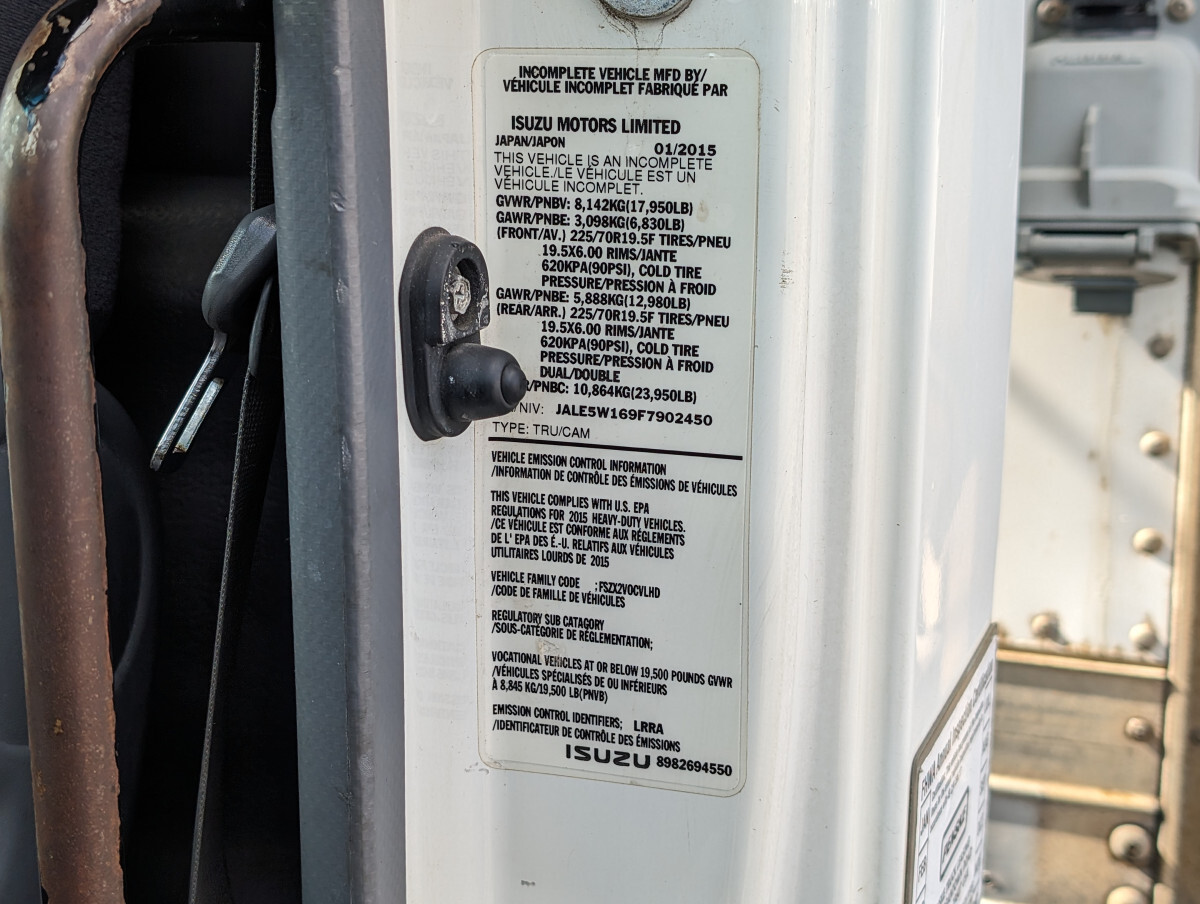 INCOMPLETE VEHICLE MFD BY/
VÉHICULE INCOMPLET FABRIQUÉ PAR
ISUZU MOTORS LIMITED
JAPAN/JAPON 01/2015
THIS VEHICLE IS AN INCOMPLETE
VEHICLE./LE VÉHICULE EST UN
VÉHICULE INCOMPLET.
GVWR/PNBV: 8,142KG(17,950LB)
GAWR/PNBE: 3,098KG(6,830LB)
(FRONT/AV.) 225/70R19.5F TIRES/PNEU
19.5X6.00 RIMS/JANTE
620KPA(90PSI), COLD TIRE
PRESSURE/PRESSION À FROID
GAWR/PNBE: 5,888KG(12,980LB)
(REAR/ARR.) 225/70R19.5F TIRES/PNEU
19.5X6.00 RIMS/JANTE
620KPA(90PSI), COLD TIRE
PRESSURE/PRESSION À FROID
DUAL/DOUBLE
R/PNBC: 10,864KG(23,950LB)
/NIV: JALE5W169F7902450
TYPE: TRU/CAM
VEHICLE EMISSION CONTROL INFORMATION
/INFORMATION DE CONTRÔLE DES ÉMISSIONS DE VÉHICULES
THIS VEHICLE COMPLIES WITH U.S. EPA
REGULATIONS FOR 2015 HEAVY-DUTY VEHICLES.
/CE VÉHICULE EST CONFORME AUX RÈGLEMENTS
DE L' EPA DES É.-U. RELATIFS AUX VÉHICULES
UTILITAIRES LOURDS DE 2015
VEHICLE FAMILY CODE ;FSZX2VOCVLHD
/CODE DE FAMILLE DE VÉHICULES
REGULATORY SUB CATAGORY
/SOUS-CATÉGORIE DE RÉGLEMENTATION;
VOCATIONAL VEHICLES AT OR BELOW 19,500 POUNDS GVWR
/VÉHICULES SPÉCIALISÉS DE OU INFÉRIEURS
À 8,845 KG/19,500 LB(PNVB)
EMISSION CONTROL IDENTIFIERS; LRRA
/IDENTIFICATEUR DE CONTRÔLE DES ÉMISSIONS
ISUZU 8982694550
FHWA Annual Inspection
JAN
FEB